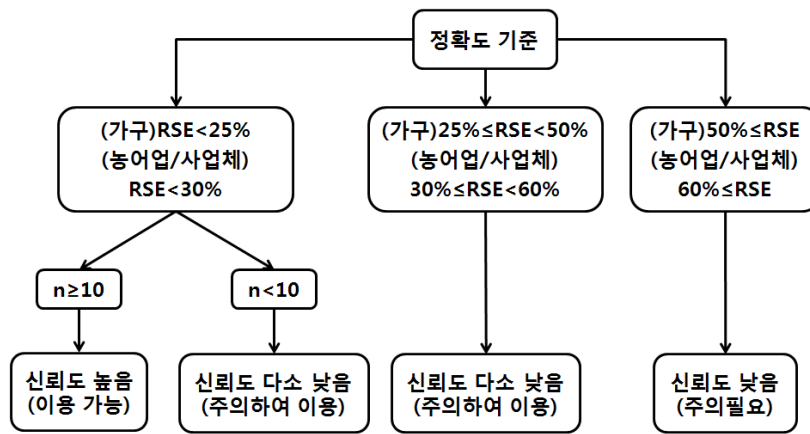 정확도 기준
(가구)RSE<25%
(농어업/사업체)
RSE<30%
(가구)25%≤RSE<50%
(농어업/사업체)
30%≤RSE<60%
(가구)50%≤RSE
(농어업/사업체)
60%≤RSE
n≥10
n<10
신뢰도 높음
(이용 가능)
신뢰도 다소 낮음
(주의하여 이용)
신뢰도 다소 낮음
(주의하여 이용)
신뢰도 낮음
(주의필요)